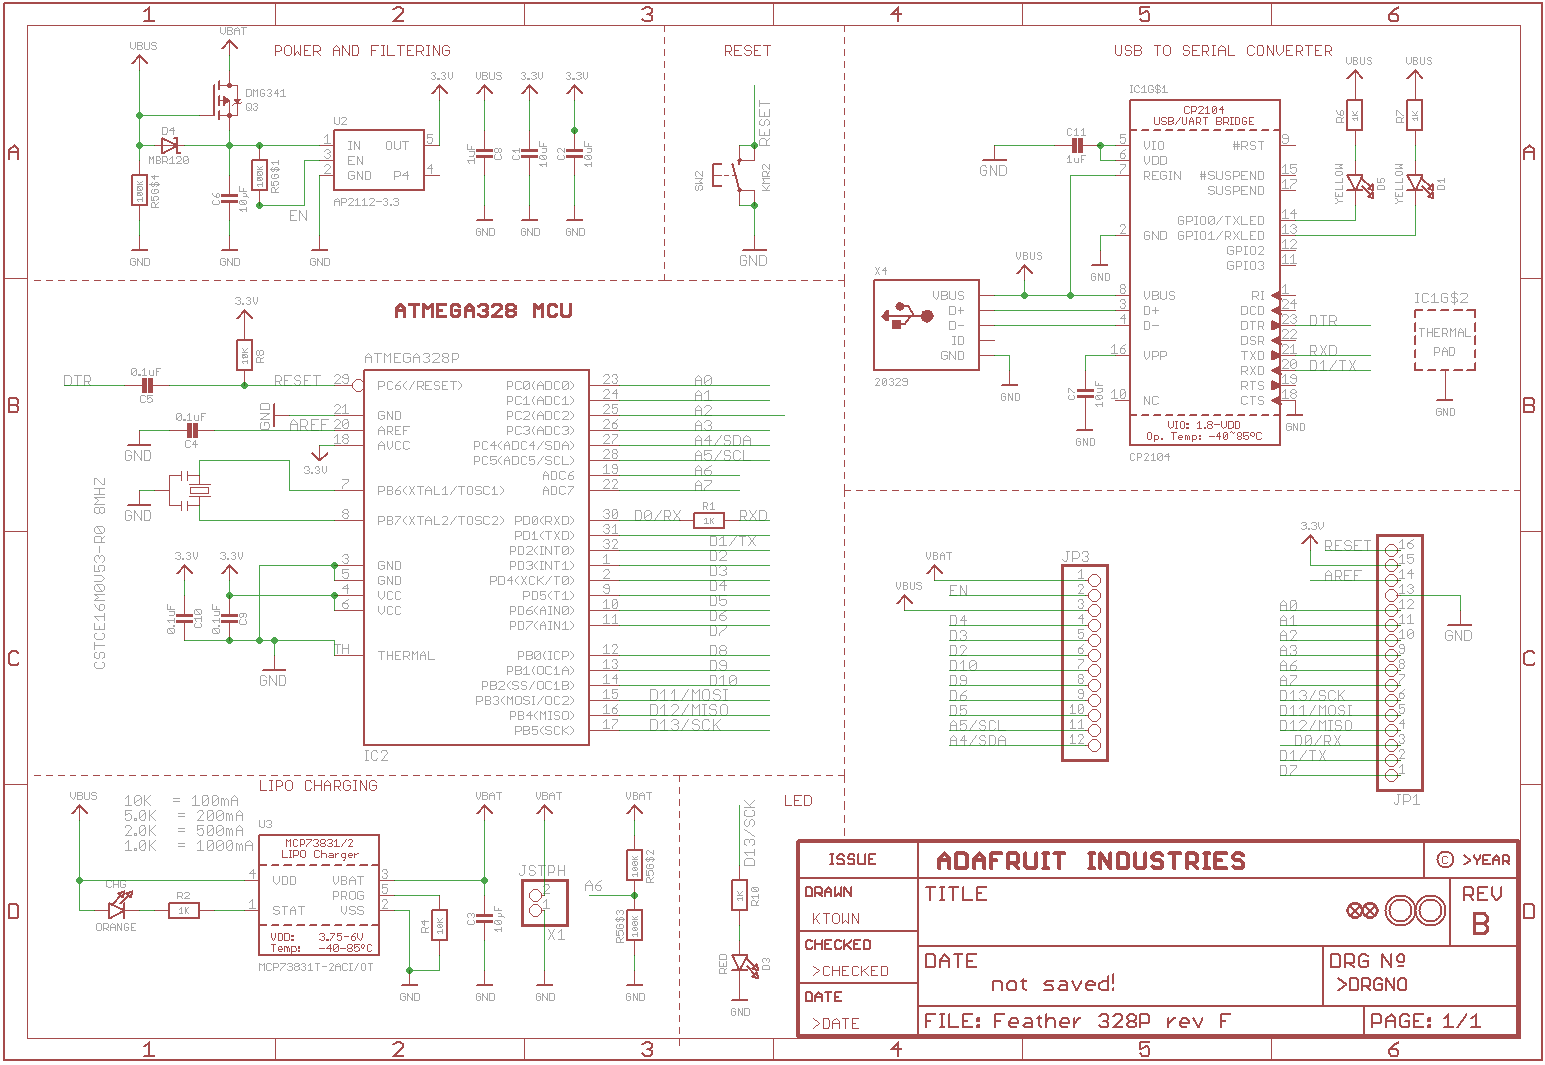 1 2 3 4 5 6
A
B
C
D
POWER AND FILTERING
VBUS
VBAT
DMG341
Q3
D4
MBR120
100K
R5G$4
C6
10µF
100K
R5G$1
EN
GND
GND
GND
U2
1 IN OUT 5
3 EN
2 GND P4 4
AP2112-3.3
3.3V
VBUS
3.3V
3.3V
1uF
C8
C1
10uF
C2
10uF
GND
GND
GND
RESET
RESET
SW2
KMR2
GND
USB TO SERIAL CONVERTER
IC1G$1
CP2104
USB/UART BRIDGE
C11
1uF
GND
5 VIO #RST 9
6 VDD
7 REGIN #SUSPEND 15
SUSPEND 17
GPIO0/TXLED 14
2 GND GPIO1/RXLED 13
GPIO2 12
GPIO3 11
8 VBUS RI 1
3 D+ DCD 24
4 D- DTR 23 DTR
DSR 22
16 VPP TXD 21 RXD
RXD 20 D1/TX
RTS 19
10 NC CTS 18
VIO: 1.8-VDD
Op. Temp: -40~85ºC
CP2104
GND
GND
VBUS
VBUS
R6
1K
R7
1K
YELLOW
D5
YELLOW
D1
X4
VBUS
D+
D-
ID
GND
20329
VBUS
GND
C7
10uF
GND
IC1G$2
THERMAL
PAD
GND
ATMEGA328 MCU
3.3V
10K
R8
DTR
0.1uF
C5
RESET
GND
0.1uF
AREF
C4
GND
3.3V
GND
CSTCE16M0V53-R0 8MHZ
3.3V
3.3V
0.1uF
C10
0.1uF
C9
GND
ATMEGA328P
29 PC6(/RESET) PC0(ADC0) 23 A0
PC1(ADC1) 24 A1
21 GND PC2(ADC2) 25 A2
20 AREF PC3(ADC3) 26 A3
18 AVCC PC4(ADC4/SDA) 27 A4/SDA
PC5(ADC5/SCL) 28 A5/SCL
ADC6 19 A6
7 PB6(XTAL1/TOSC1) ADC7 22 A7
8 PB7(XTAL2/TOSC2) PD0(RXD) 30 D0/RX
R1
1K
RXD
PD1(TXD) 31 D1/TX
PD2(INT0) 32 D2
3 GND PD3(INT1) 1 D3
5 GND PD4(XCK/T0) 2 D4
4 VCC PD5(T1) 9 D5
6 VCC PD6(AIN0) 10 D6
PD7(AIN1) 11 D7
TH THERMAL PB0(ICP) 12 D8
PB1(OC1A) 13 D9
PB2(SS/OC1B) 14 D10
PB3(MOSI/OC2) 15 D11/MOSI
PB4(MISO) 16 D12/MISO
PB5(SCK) 17 D13/SCK
IC2
JP3
VBAT
VBUS
1
EN 2
3
D4 4
D3 5
D2 6
D10 7
D9 8
D6 9
D5 10
A5/SCL 11
A4/SDA 12
3.3V
RESET 16
15
AREF 14
13
A0 12
A1 11
A2 10
A3 9
A6 8
A7 7
D13/SCK 6
D11/MOSI 5
D12/MISO 4
D0/RX 3
D1/TX 2
D7 1
JP1
GND
LIPO CHARGING
VBUS
10K = 100mA
5.0K = 200mA
2.0K = 500mA
1.0K = 1000mA
CHG
ORANGE
R2
1K
U3
MCP73831/2
LIPO Charger
4 VDD VBAT 3
PROG 5
1 STAT VSS 2
VDD: 3.75-6V
Temp: -40-85ºC
MCP73831T-2ACI/OT
R4
10K
GND
VBAT
C3
10µF
GND
VBAT
JSTPH
2
1
X1
GND
VBAT
100K
R5G$2
A6
R5G$3
100K
GND
LED
D13/SCK
1K
R10
RED
D3
GND
ISSUE
ADAFRUIT INDUSTRIES
© >YEAR
DRAWN
KTOWN
TITLE
REV
B
CHECKED
>CHECKED
DATE
not saved!
DRG Nº
>DRGNO
DATE
>DATE
FILE: Feather 328P rev F
PAGE: 1/1
A
B
C
D
1 2 3 4 5 6